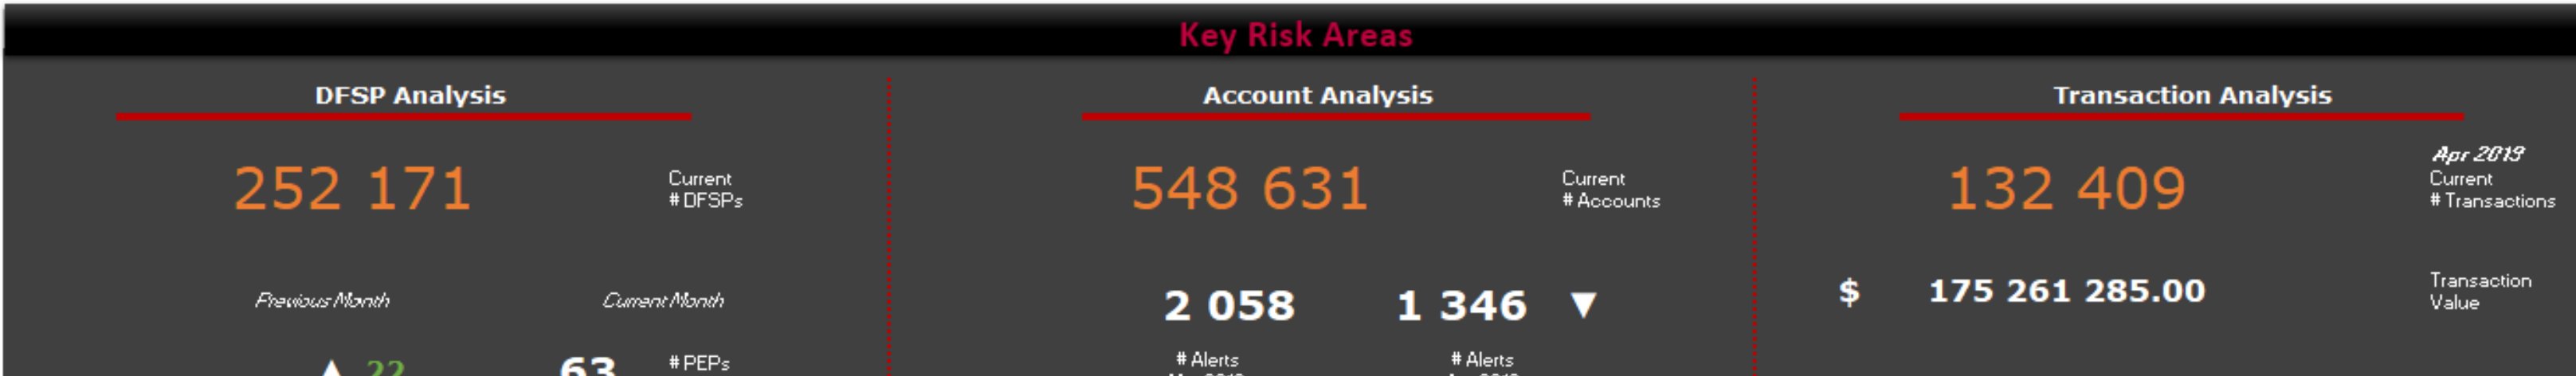 Key Risk Areas
DFSP Analysis
252 171
Current
# DFSPs
Previous Month
Current Month
▲ 22
63
# PEPs
Account Analysis
548 631
Current
# Accounts
2 058
1 346 ▼
# Alerts
# Alerts
Transaction Analysis
132 409
Apr 2019
Current
# Transactions
$ 175 261 285.00
Transaction
Value